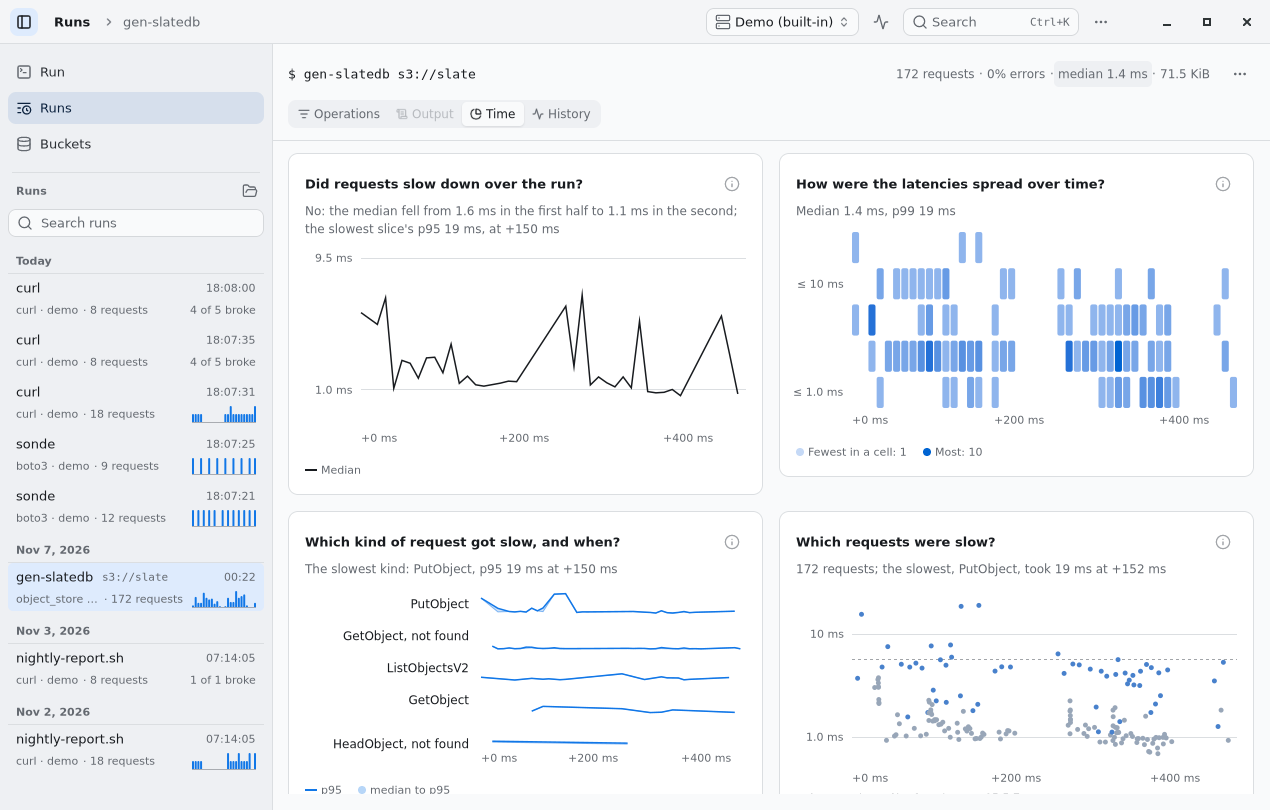 Runs > gen-slatedb
Demo (built-in)
Search Ctrl+K
Run
Runs
Buckets
Runs
Search runs
Today
curl 18:08:00
curl · demo · 8 requests 4 of 5 broke
curl 18:07:35
curl · demo · 8 requests 4 of 5 broke
curl 18:07:31
curl · demo · 18 requests
sonde 18:07:25
boto3 · demo · 9 requests
sonde 18:07:21
boto3 · demo · 12 requests
Nov 7, 2026
gen-slatedb s3://slate 00:22
object_store ... · 172 requests
Nov 3, 2026
nightly-report.sh 07:14:05
curl · demo · 8 requests 1 of 1 broke
Nov 2, 2026
nightly-report.sh 07:14:05
curl · demo · 18 requests
$ gen-slatedb s3://slate
172 requests · 0% errors · median 1.4 ms · 71.5 KiB
Operations Output Time History
Did requests slow down over the run?
No: the median fell from 1.6 ms in the first half to 1.1 ms in the second;
the slowest slice's p95 19 ms, at +150 ms
9.5 ms
1.0 ms
+0 ms +200 ms +400 ms
Median
How were the latencies spread over time?
Median 1.4 ms, p99 19 ms
≤ 10 ms
≤ 1.0 ms
+0 ms +200 ms +400 ms
Fewest in a cell: 1 Most: 10
Which kind of request got slow, and when?
The slowest kind: PutObject, p95 19 ms at +150 ms
PutObject
GetObject, not found
ListObjectsV2
GetObject
HeadObject, not found
+0 ms +200 ms +400 ms
p95 median to p95
Which requests were slow?
172 requests; the slowest, PutObject, took 19 ms at +152 ms
10 ms
1.0 ms
+0 ms +200 ms +400 ms